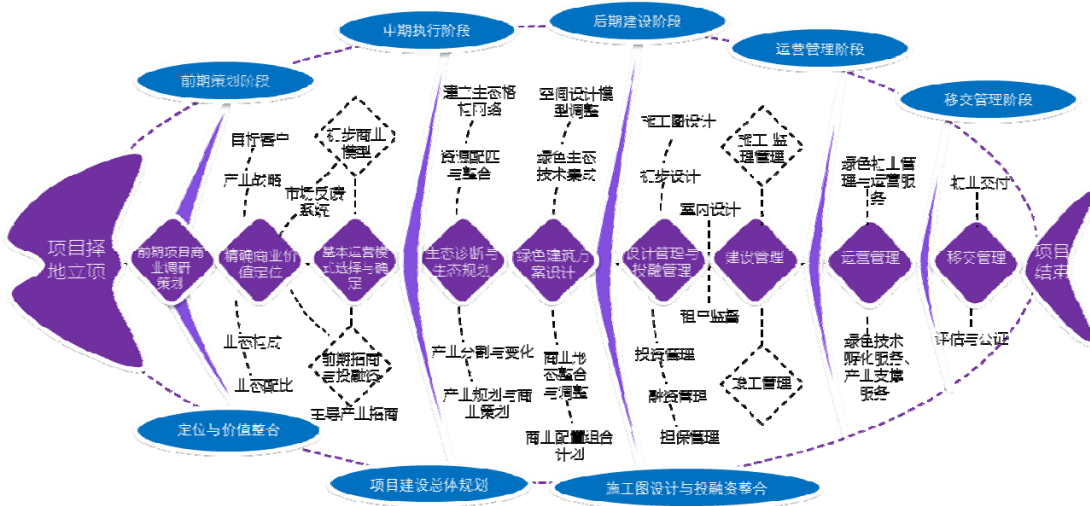 前期策划阶段
中期执行阶段
后期建设阶段
运营管理阶段
移交管理阶段
目标客户
产业战略
市场反馈
系统
初步商业
模型
建立生态格
局网络
资源配匹
与整合
空间设计模
型调整
绿色生态
技术集成
施工图设计
初步设计
室内设计
施工 监
理管理
绿色物业管
理与运营服
务
物业交付
项目择
地立项
前期项目商
业调研
策划
精确商业价
值定位
基本运营模
式选择与确
定
生态诊断与
生态规划
绿色建筑方
案设计
设计管理与
投融管理
建设管理
运营管理
移交管理
项目
结束
业态构成
业态配比
前期招商
与投融资
主导产业招商
产业分割与变化
产业规划与商
业策划
商业形
态整合
与调整
商业配置组合
计划
投资管理
融资管理
担保管理
租户监督
竣工管理
绿色技术
孵化服务、
产业支撑
服务
评估与公证
定位与价值整合
项目建设总体规划
施工图设计与投融资整合